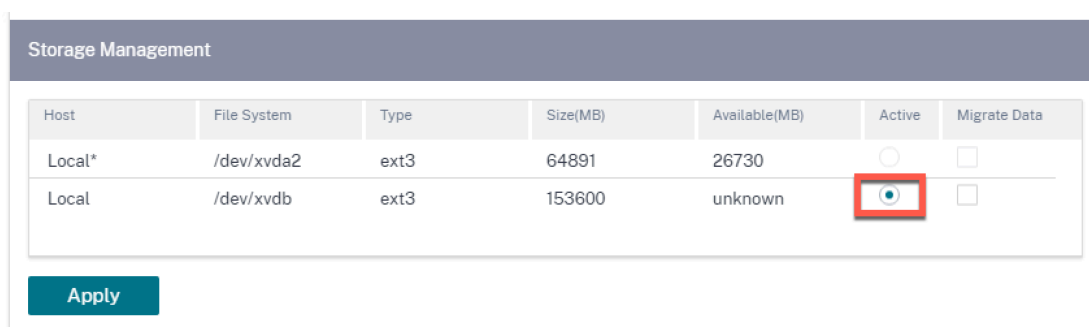 Storage Management
Host File System Type Size(MB) Available(MB) Active Migrate Data
Local* /dev/xvda2 ext3 64891 26730
Local /dev/xvdb ext3 153600 unknown
Apply